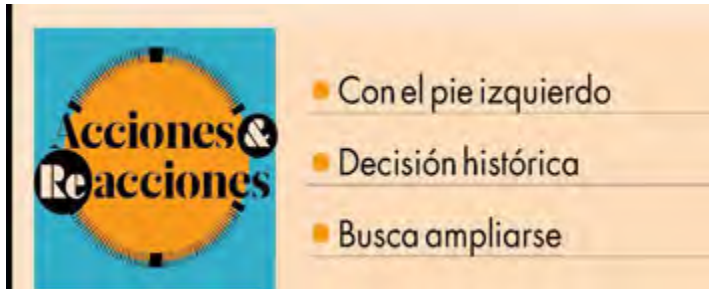 Acciones&
Reacciones
Con el pie izquierdo
Decisión histórica
Busca ampliarse